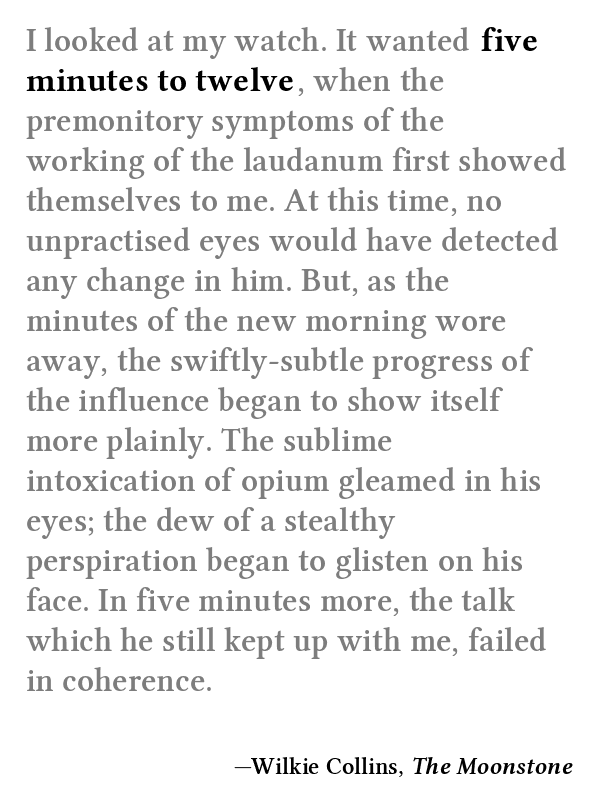 I looked at my watch. It wanted five
minutes to twelve, when the
premonitory symptoms of the
working of the laudanum first showed
themselves to me. At this time, no
unpractised eyes would have detected
any change in him. But, as the
minutes of the new morning wore
away, the swiftly-subtle progress of
the influence began to show itself
more plainly. The sublime
intoxication of opium gleamed in his
eyes; the dew of a stealthy
perspiration began to glisten on his
face. In five minutes more, the talk
which he still kept up with me, failed
in coherence.
—Wilkie Collins, The Moonstone